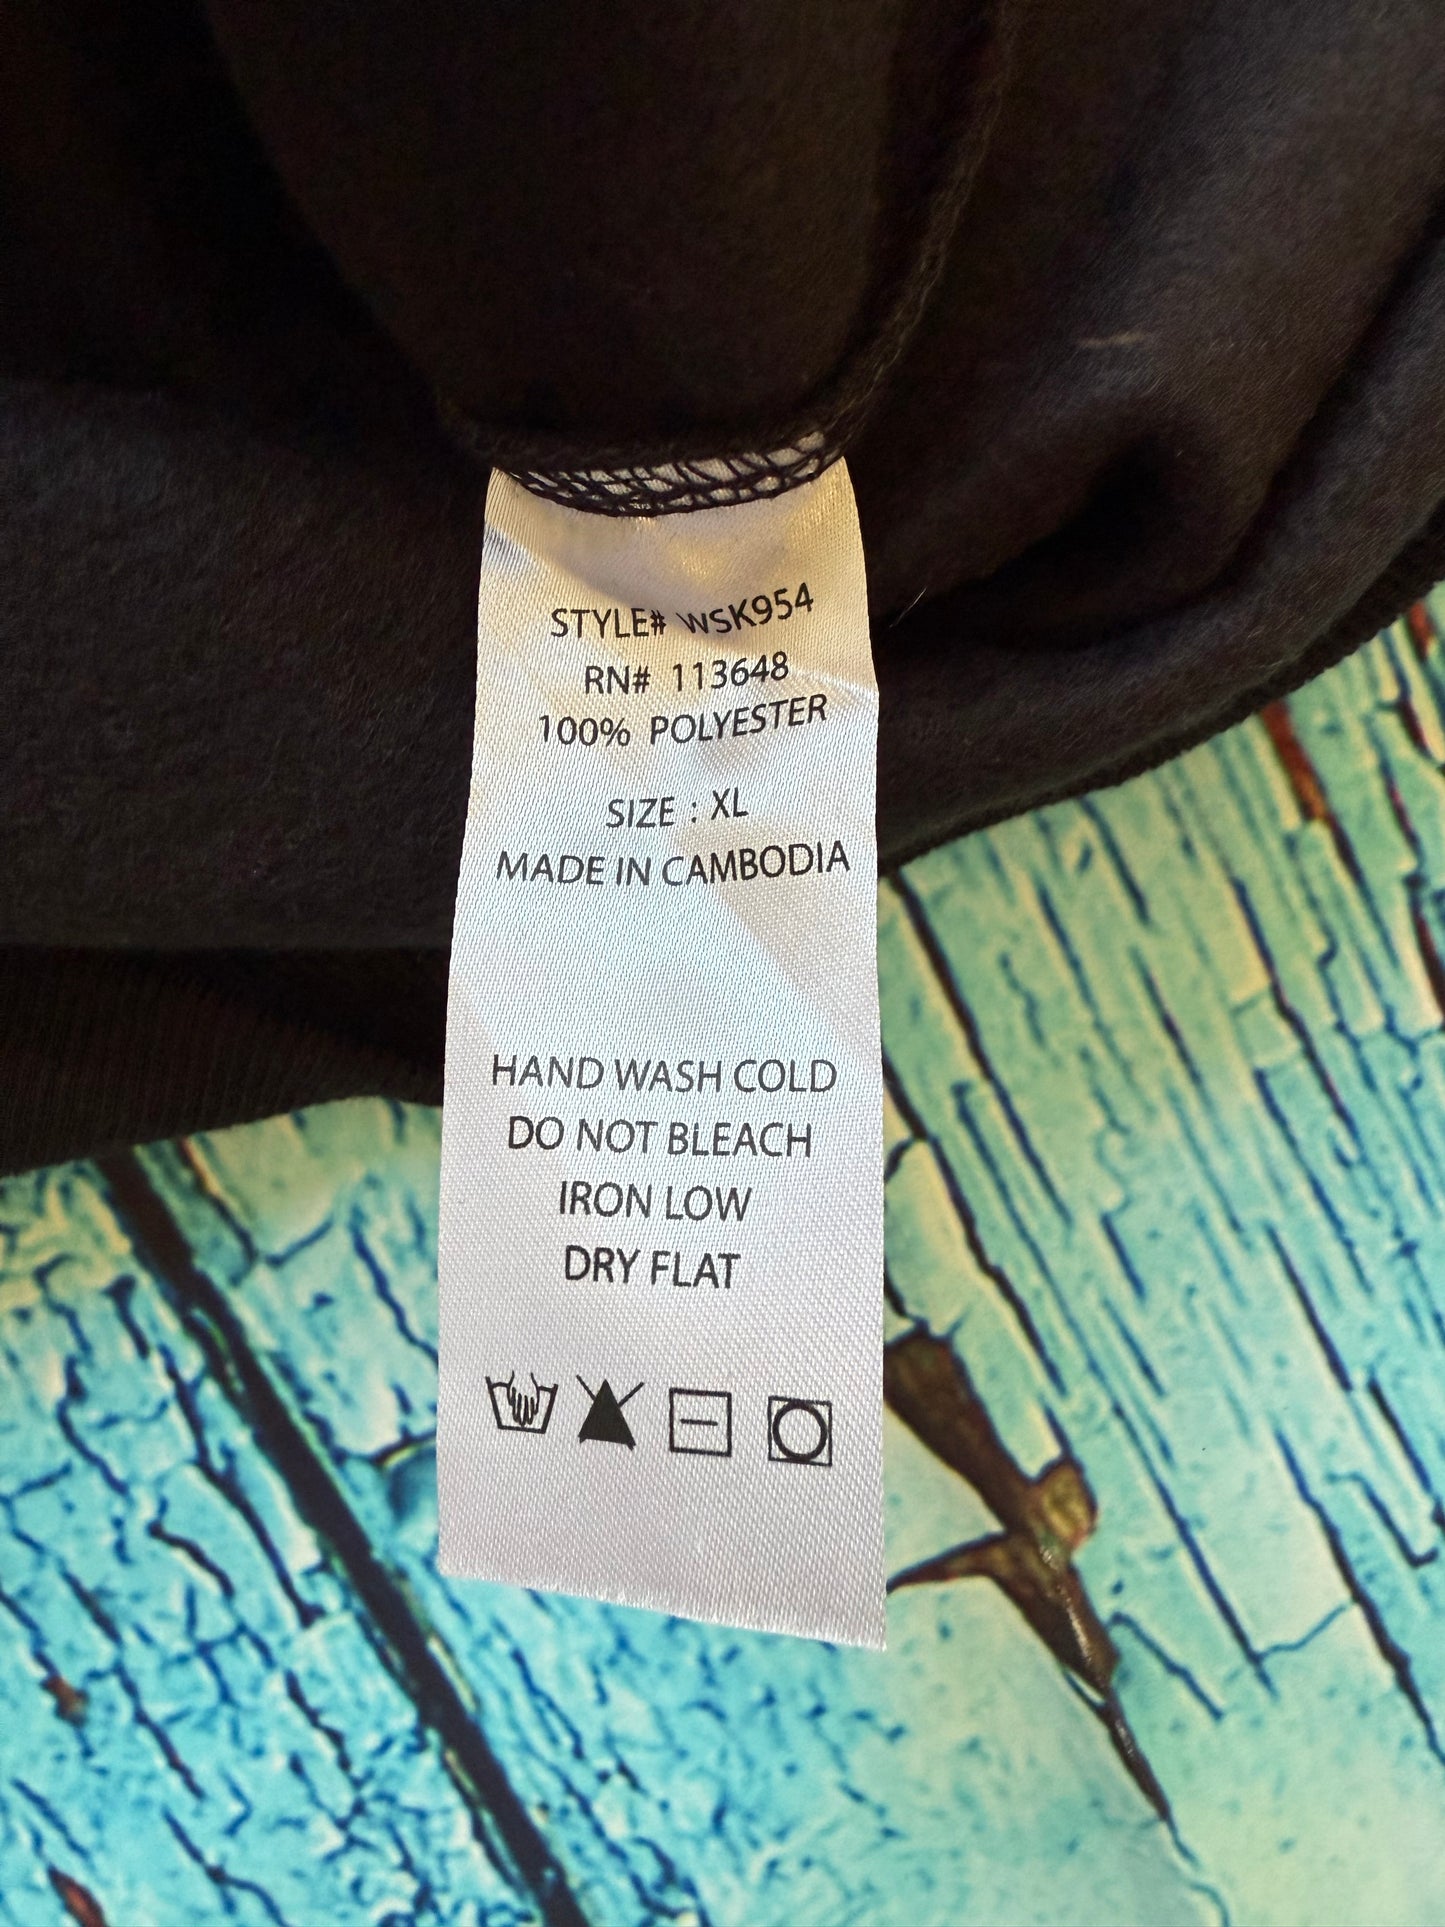 STYLE# WSK954
RN# 113648
100% POLYESTER
SIZE : XL
MADE IN CAMBODIA
HAND WASH COLD
DO NOT BLEACH
IRON LOW
DRY FLAT